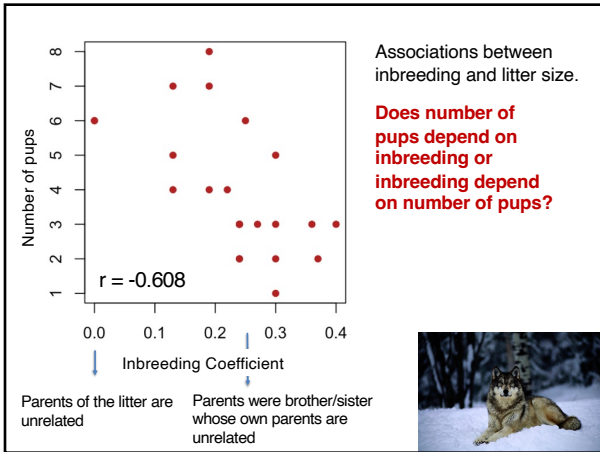 Associations between
inbreeding and litter size.
Does number of
pups depend on
inbreeding or
inbreeding depend
on number of pups?
Number of pups
8
7
6
5
4
3
2
1
r = -0.608
0.0 0.1 0.2 0.3 0.4
Inbreeding Coefficient
Parents of the litter are
unrelated
Parents were brother/sister
whose own parents are
unrelated